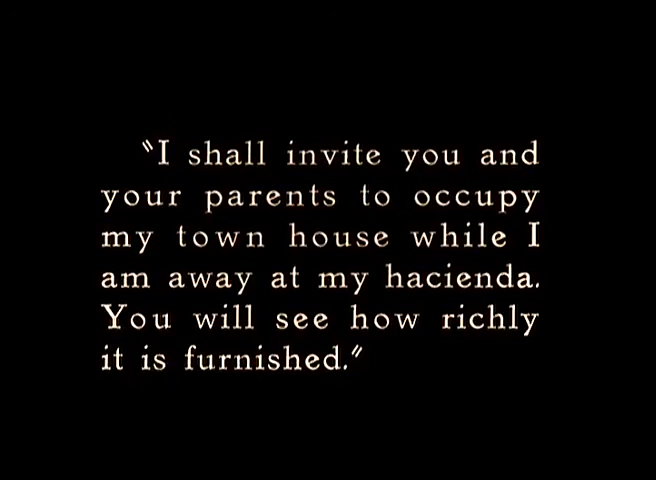 "I shall invite you and
your parents to occupy
my town house while I
am away at my hacienda.
You will see how richly
it is furnished."